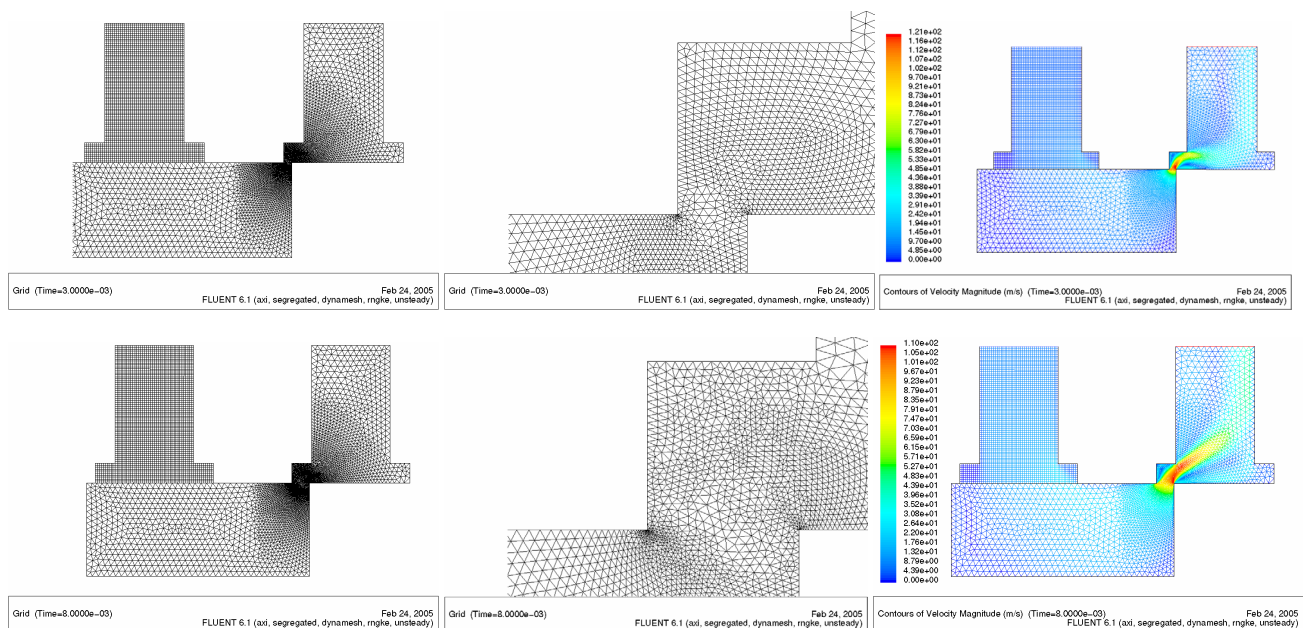 1.21e+02
1.16e+02
1.12e+02
1.07e+02
1.02e+02
9.70e+01
9.21e+01
8.73e+01
8.24e+01
7.76e+01
7.27e+01
6.79e+01
6.30e+01
5.82e+01
5.33e+01
4.85e+01
4.36e+01
3.88e+01
3.39e+01
2.91e+01
2.42e+01
1.94e+01
1.45e+01
9.70e+00
4.85e+00
0.00e+00
Grid (Time=3.0000e-03) Feb 24, 2005
FLUENT 6.1 (axi, segregated, dynamesh, rngke, unsteady)
Grid (Time=3.0000e-03) Feb 24, 2005
FLUENT 6.1 (axi, segregated, dynamesh, rngke, unsteady)
Contours of Velocity Magnitude (m/s) (Time=3.0000e-03) Feb 24, 2005
FLUENT 6.1 (axi, segregated, dynamesh, rngke, unsteady)
1.10e+02
1.05e+02
1.01e+02
9.67e+01
9.23e+01
8.79e+01
8.35e+01
7.91e+01
7.47e+01
7.03e+01
6.59e+01
6.15e+01
5.71e+01
5.27e+01
4.83e+01
4.39e+01
3.96e+01
3.52e+01
3.08e+01
2.64e+01
2.20e+01
1.76e+01
1.32e+01
8.79e+00
4.39e+00
0.00e+00
Grid (Time=8.0000e-03) Feb 24, 2005
FLUENT 6.1 (axi, segregated, dynamesh, rngke, unsteady)
Grid (Time=8.0000e-03) Feb 24, 2005
FLUENT 6.1 (axi, segregated, dynamesh, rngke, unsteady)
Contours of Velocity Magnitude (m/s) (Time=8.0000e-03) Feb 24, 2005
FLUENT 6.1 (axi, segregated, dynamesh, rngke, unsteady)